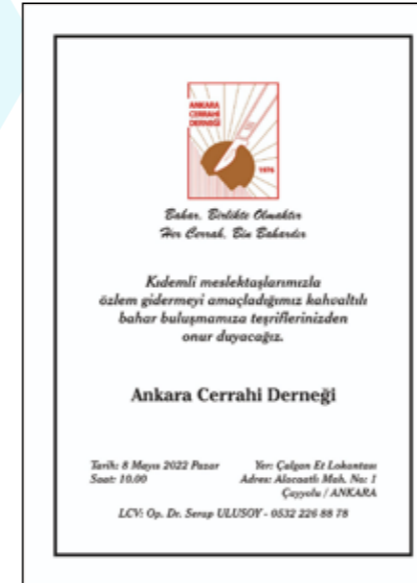 ANKARA
CERRAHİ
DERNEĞİ
1976
Bahar, Birlikte Olmaktır
Her Cerrah, Bin Bahardır
Kıdemli meslektaşlarımızla
özlem gidermeyi amaçladığımız kahvaltılı
bahar buluşmamıza teşriflerinizden
onur duyacağız.
Ankara Cerrahi Derneği
Tarih: 8 Mayıs 2022 Pazar
Saat: 10.00
Yer: Çalgan Et Lokantası
Adres: Alacaatlı Mah. No: 1
Çayyolu / ANKARA
LCV: Op. Dr. Serap ULUSOY - 0532 226 88 78